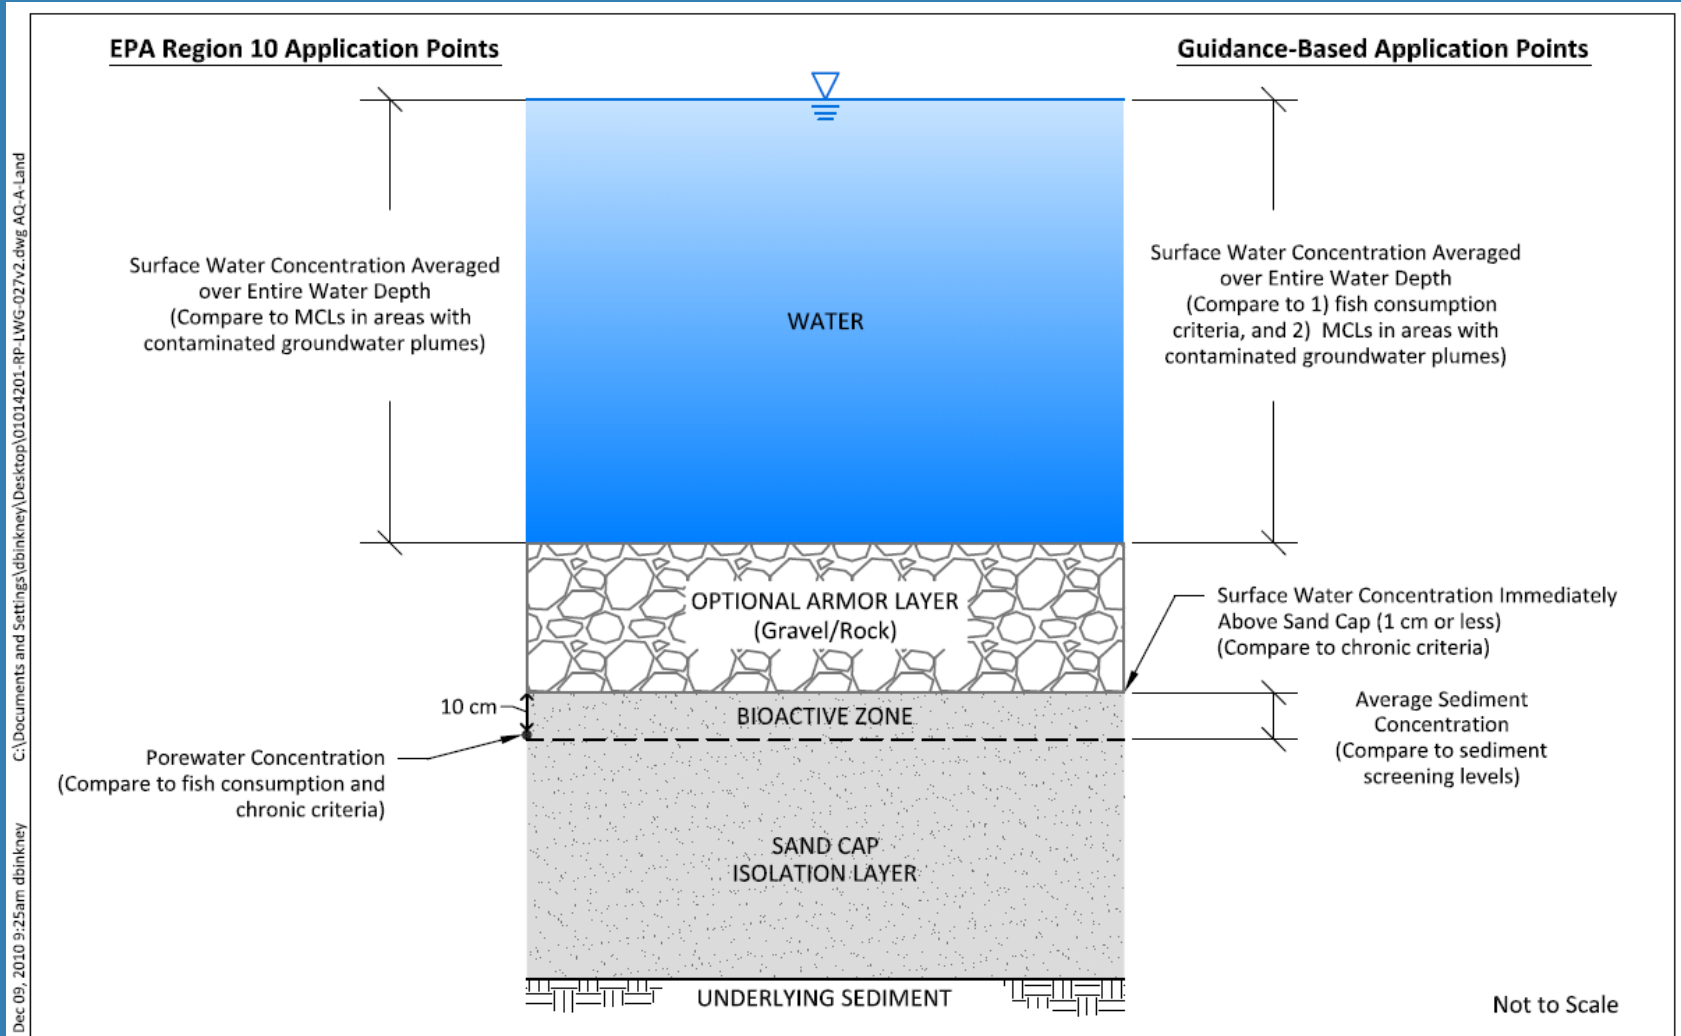 EPA Region 10 Application Points
Guidance-Based Application Points
Surface Water Concentration Averaged
over Entire Water Depth
(Compare to MCLs in areas with
contaminated groundwater plumes)
WATER
Surface Water Concentration Averaged
over Entire Water Depth
(Compare to 1) fish consumption
criteria, and 2) MCLs in areas with
contaminated groundwater plumes)
OPTIONAL ARMOR LAYER
(Gravel/Rock)
Surface Water Concentration Immediately
Above Sand Cap (1 cm or less)
(Compare to chronic criteria)
10 cm
BIOACTIVE ZONE
Average Sediment
Concentration
(Compare to sediment
screening levels)
Porewater Concentration
(Compare to fish consumption and
chronic criteria)
SAND CAP
ISOLATION LAYER
UNDERLYING SEDIMENT
Not to Scale
Dec 09, 2010 9:25am dbinkney C:\Documents and Settings\dbinkney\Desktop\01014201-RP-LWG-027v2.dwg AQ-A-Land